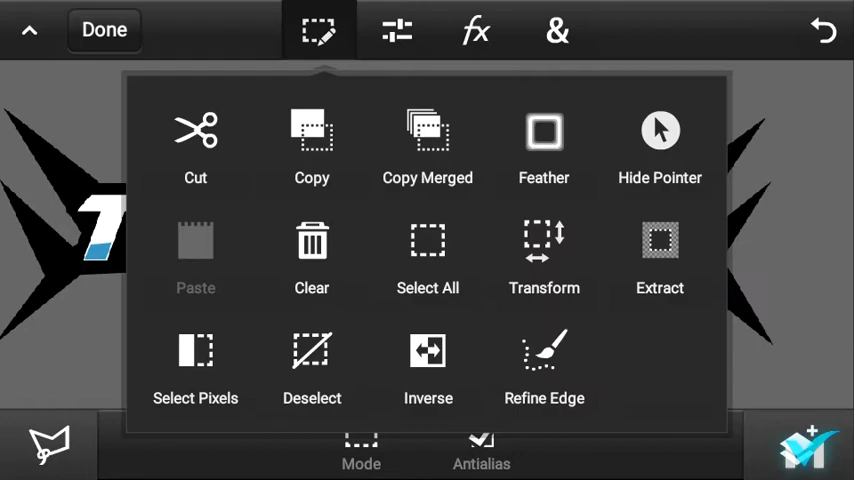 Done
fx
&
Cut
Copy
Copy Merged
Feather
Hide Pointer
T
Paste
Clear
Select All
Transform
Extract
Select Pixels
Deselect
Inverse
Refine Edge
Mode
Antialias